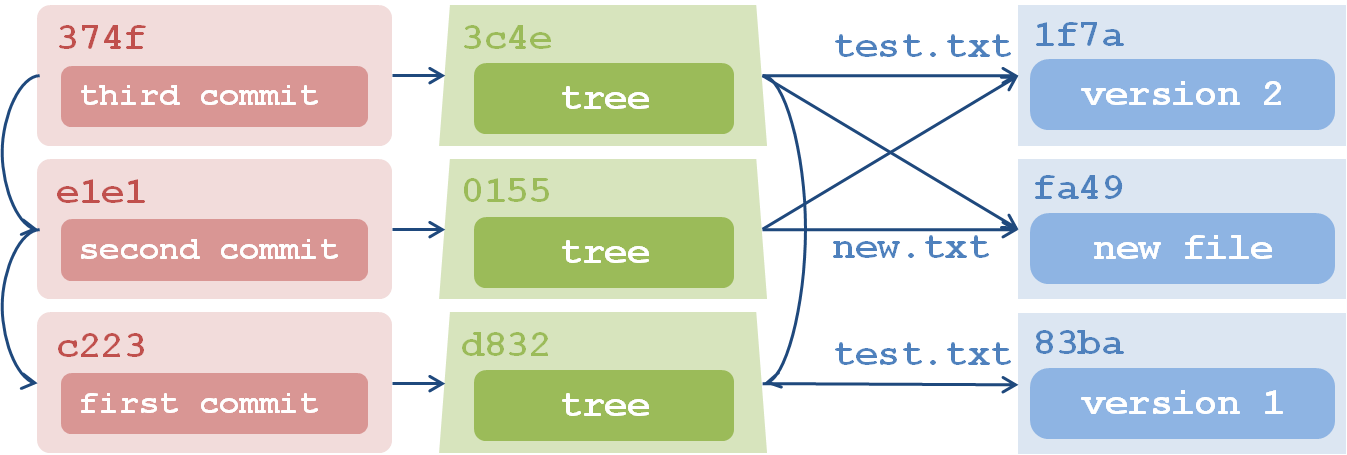 374f
third commit
3c4e
tree
test.txt
1f7a
version 2
e1e1
second commit
0155
tree
new.txt
fa49
new file
c223
first commit
d832
tree
test.txt
83ba
version 1